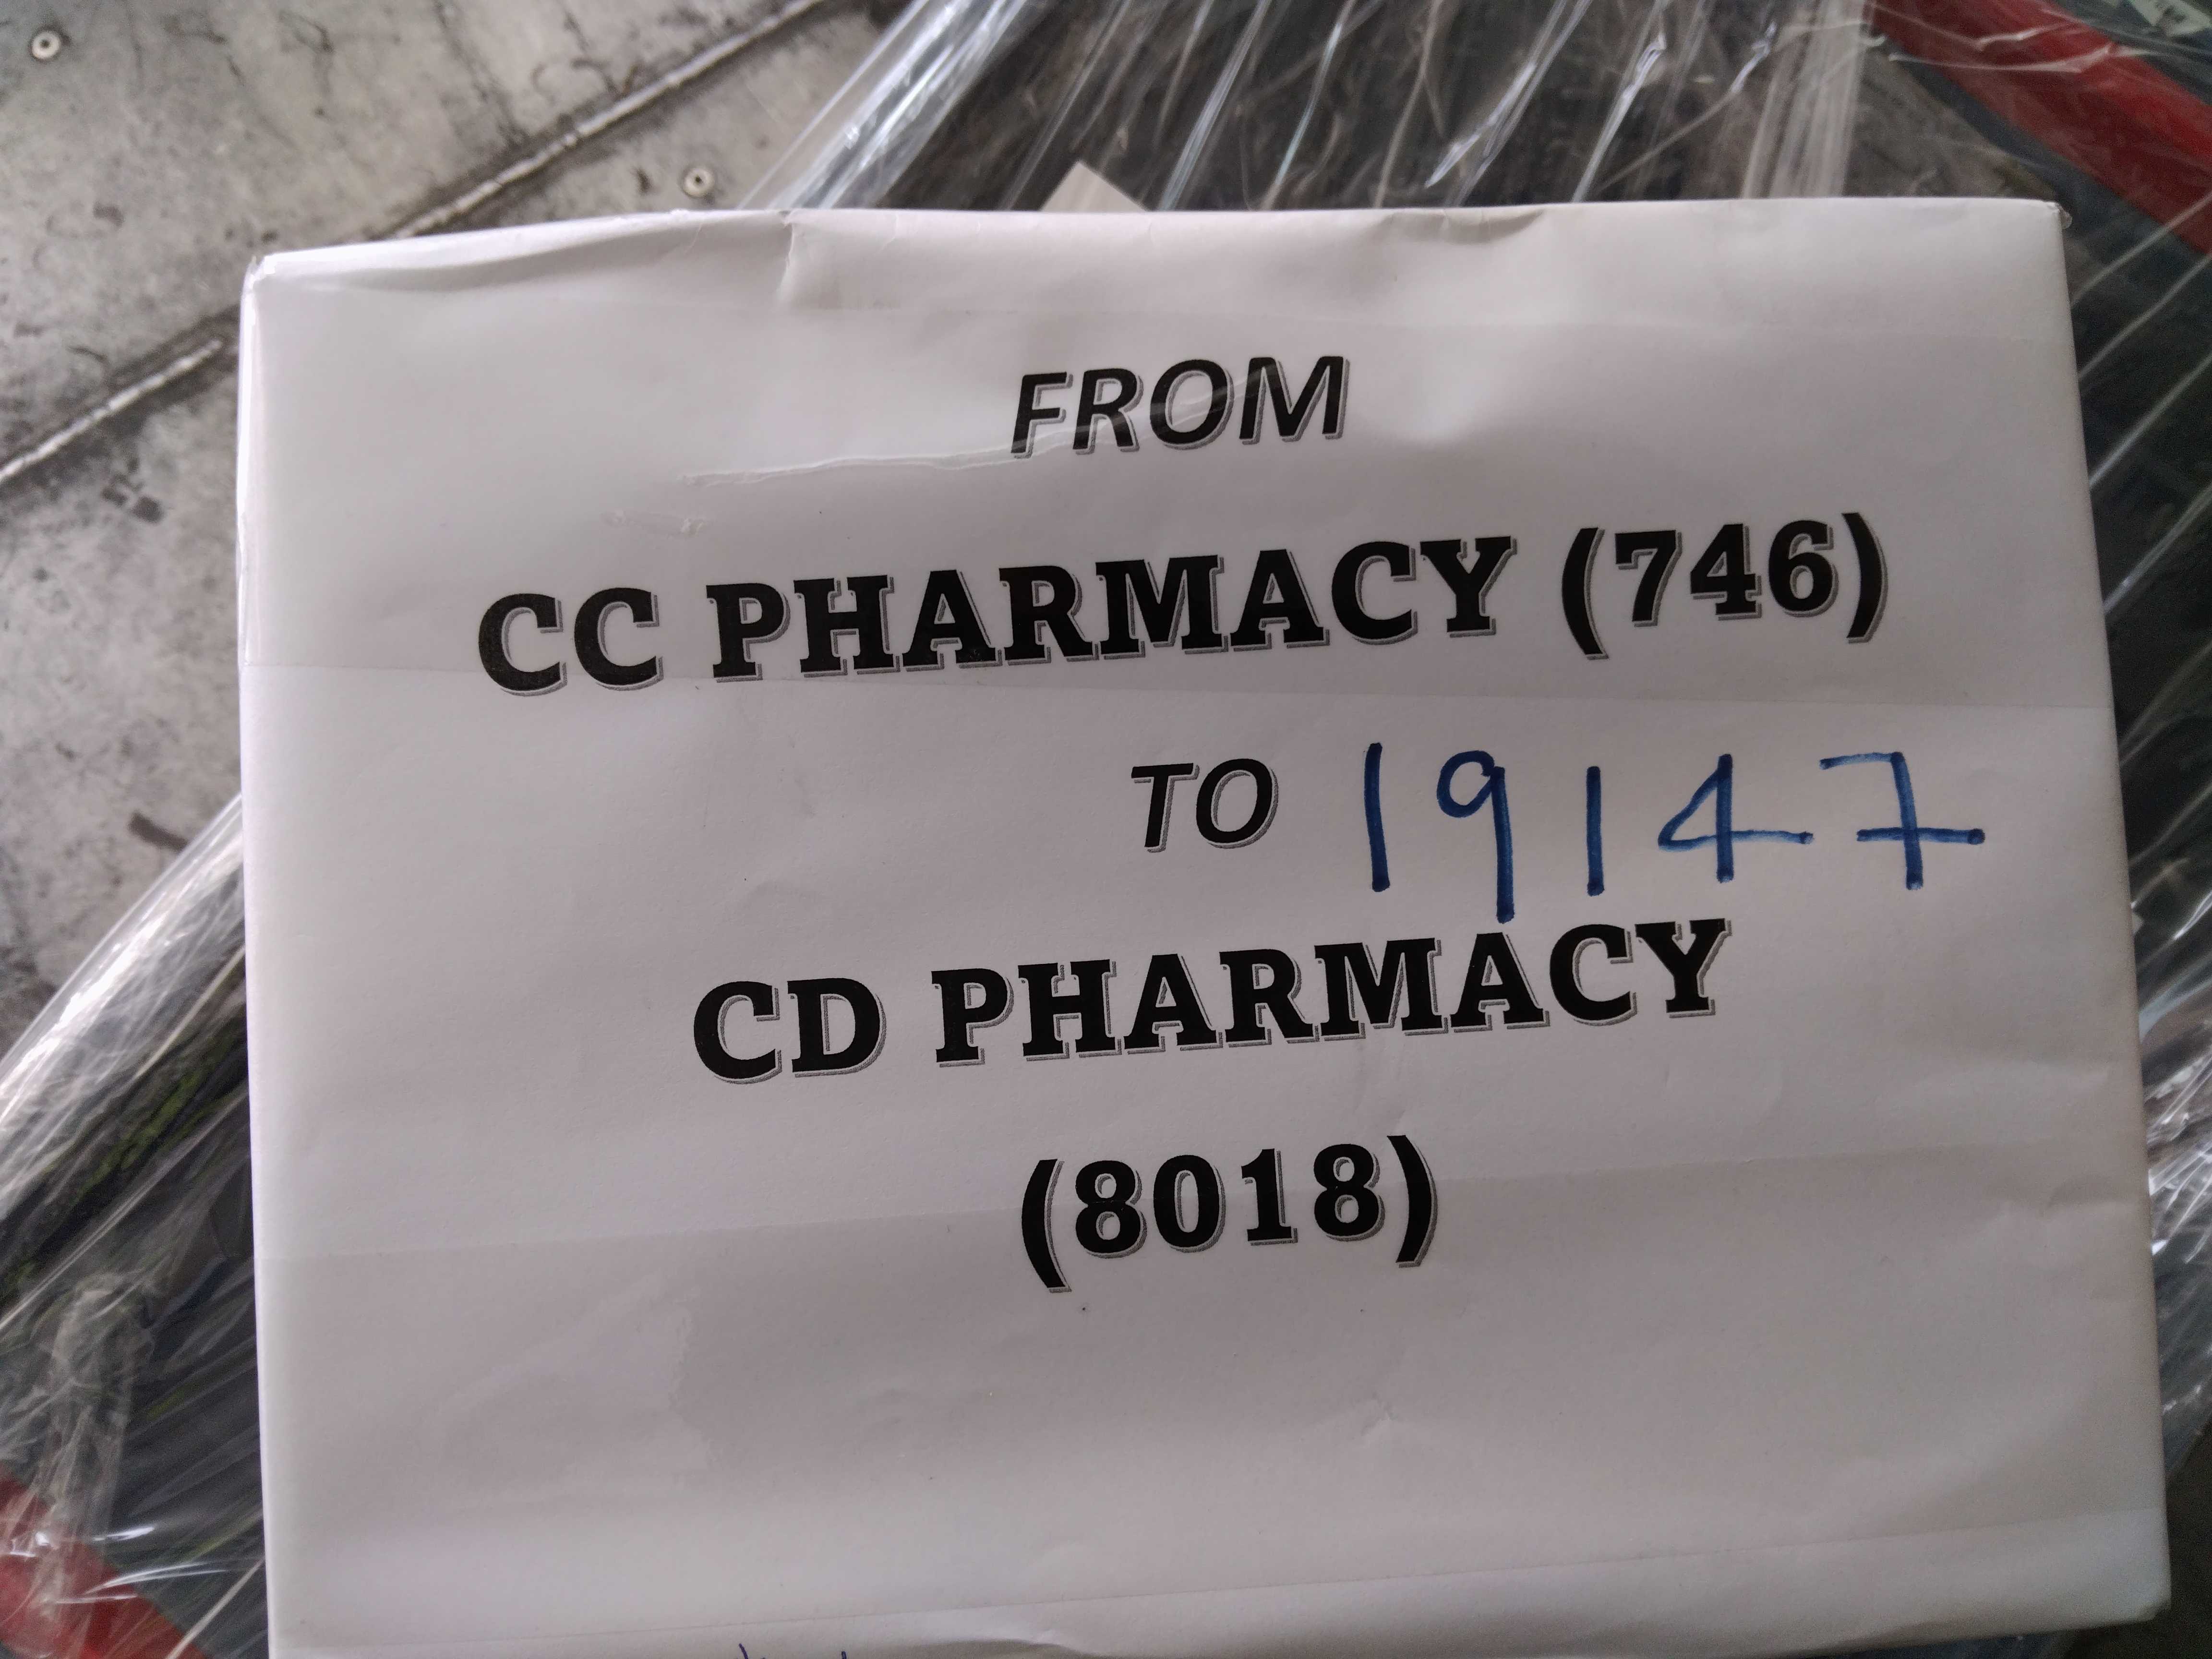 FROM
CC PHARMACY (746)
TO 19147
CD PHARMACY
(8018)